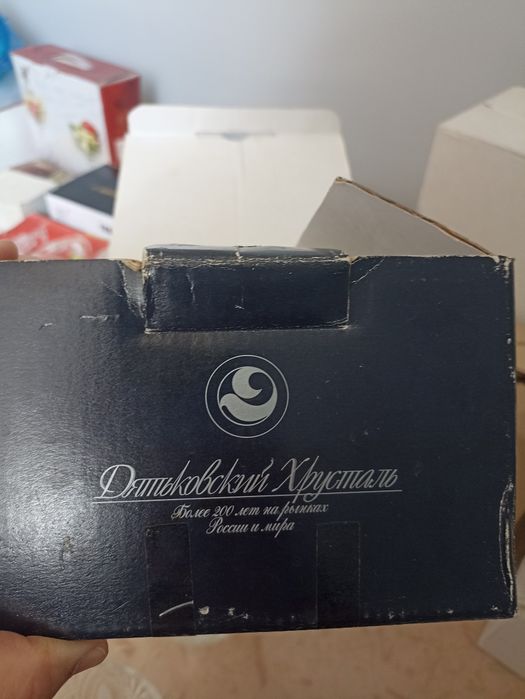 Дятьковский Хрусталь
Более 200 лет на рынках
России и мира